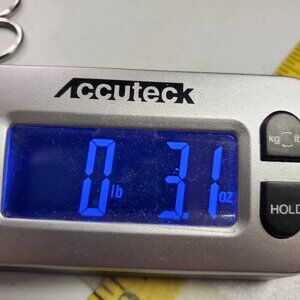 Accuteck
0 lb 3.1 oz
kg lb
HOLD